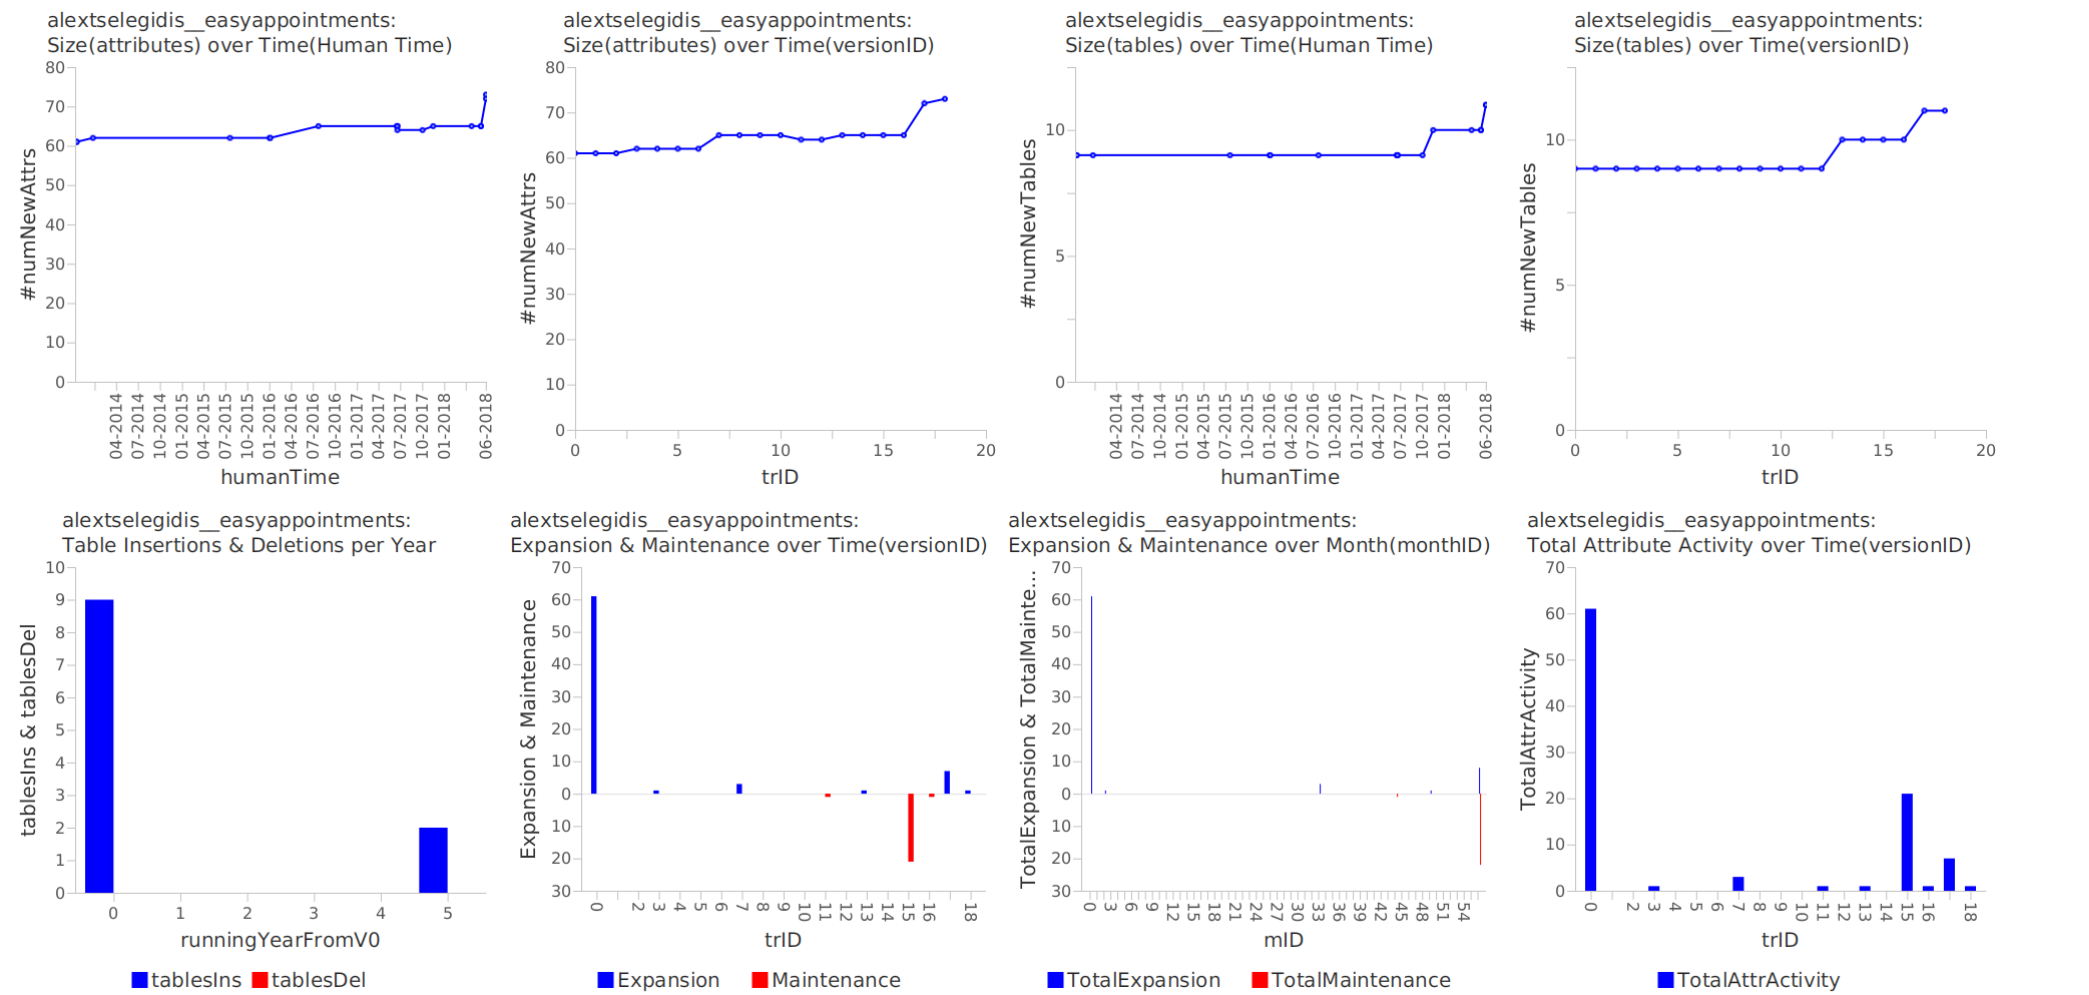 alextselegidis__easyappointments:
Size(attributes) over Time(Human Time)
#numNewAttrs
80
70
60
50
40
30
20
10
0
04-2014
07-2014
10-2014
01-2015
04-2015
07-2015
10-2015
01-2016
04-2016
07-2016
10-2016
01-2017
04-2017
07-2017
10-2017
01-2018
06-2018
humanTime
alextselegidis__easyappointments:
Size(attributes) over Time(versionID)
#numNewAttrs
80
70
60
50
40
30
20
10
0
0 5 10 15 20
trID
alextselegidis__easyappointments:
Size(tables) over Time(Human Time)
#numNewTables
10
5
0
04-2014
07-2014
10-2014
01-2015
04-2015
07-2015
10-2015
01-2016
04-2016
07-2016
10-2016
01-2017
04-2017
07-2017
10-2017
01-2018
06-2018
humanTime
alextselegidis__easyappointments:
Size(tables) over Time(versionID)
#numNewTables
10
5
0
0 5 10 15 20
trID
alextselegidis__easyappointments:
Table Insertions & Deletions per Year
tablesIns & tablesDel
10
9
8
7
6
5
4
3
2
1
0
0 1 2 3 4 5
runningYearFromV0
tablesIns tablesDel
alextselegidis__easyappointments:
Expansion & Maintenance over Time(versionID)
Expansion & Maintenance
70
60
50
40
30
20
10
0
10
20
30
0 2 3 4 5 6 7 8 9 10 11 12 13 14 15 16 18
trID
Expansion Maintenance
alextselegidis__easyappointments:
Expansion & Maintenance over Month(monthID)
TotalExpansion & TotalMainte...
70
60
50
40
30
20
10
0
10
20
30
0 3 6 9 12 15 18 21 24 27 30 33 36 39 42 45 48 51 54
mID
TotalExpansion TotalMaintenance
alextselegidis__easyappointments:
Total Attribute Activity over Time(versionID)
TotalAttrActivity
70
60
50
40
30
20
10
0
0 2 3 4 5 6 7 8 9 10 11 12 13 14 15 16 18
trID
TotalAttrActivity